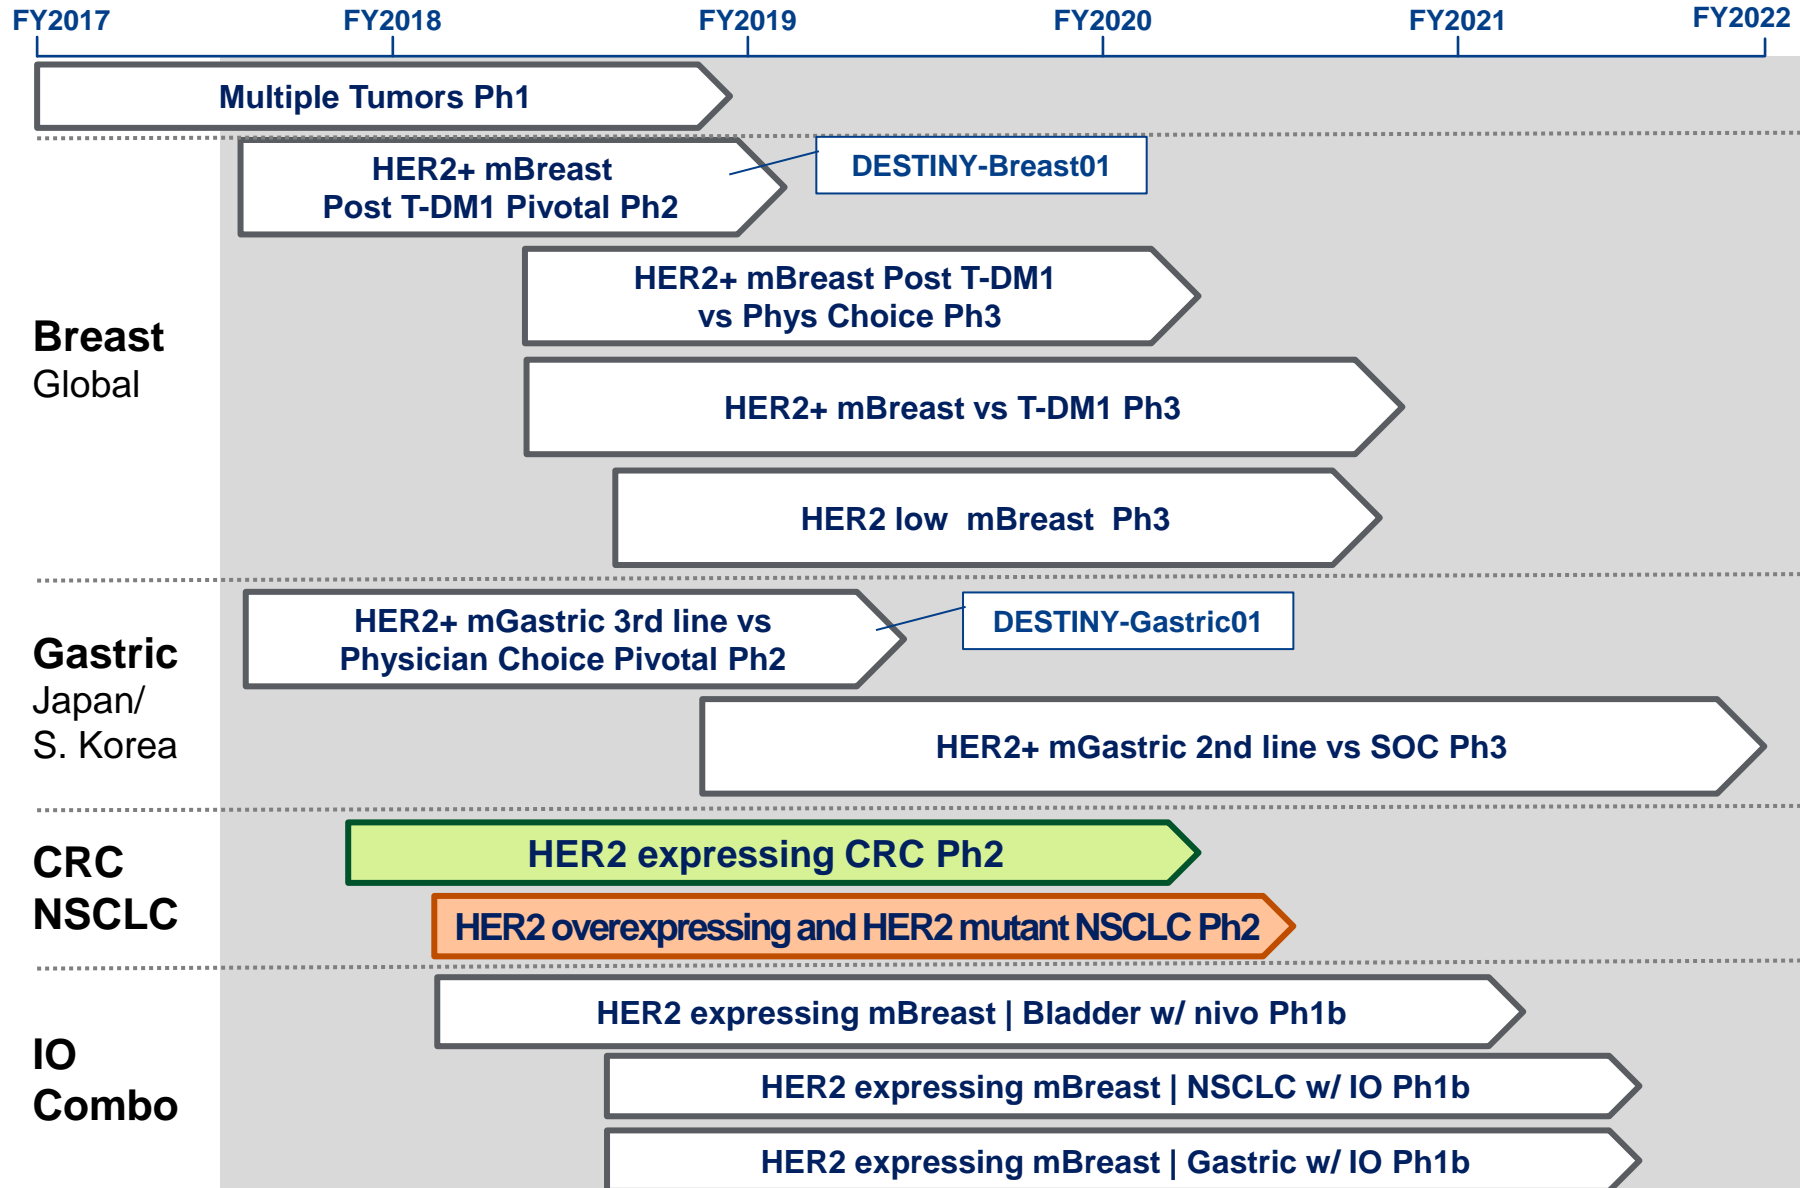 FY2017 FY2018 FY2019 FY2020 FY2021 FY2022
Multiple Tumors Ph1
HER2+ mBreast
Post T-DM1 Pivotal Ph2
DESTINY-Breast01
HER2+ mBreast Post T-DM1
vs Phys Choice Ph3
Breast
Global
HER2+ mBreast vs T-DM1 Ph3
HER2 low mBreast Ph3
HER2+ mGastric 3rd line vs
Physician Choice Pivotal Ph2
DESTINY-Gastric01
Gastric
Japan/
S. Korea
HER2+ mGastric 2nd line vs SOC Ph3
CRC
NSCLC
HER2 expressing CRC Ph2
HER2 overexpressing and HER2 mutant NSCLC Ph2
IO
Combo
HER2 expressing mBreast | Bladder w/ nivo Ph1b
HER2 expressing mBreast | NSCLC w/ IO Ph1b
HER2 expressing mBreast | Gastric w/ IO Ph1b